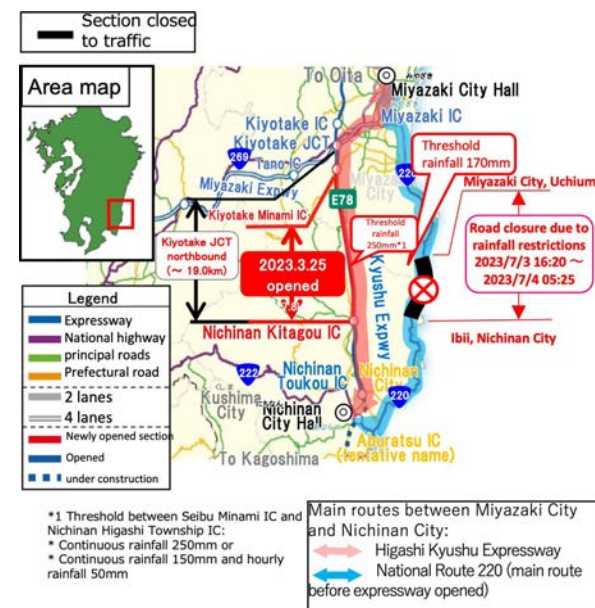 Section closed
to traffic
Area map
To Oita
みやざき
Miyazaki City Hall
Kiyotake IC
Miyazaki IC
Kiyotake JCT
269
Tano IC
Miyazaki Expwy
Miyazaki
City
Threshold
rainfall 170mm
220
Miyazaki City, Uchium
E78
Kiyotake Minami IC
Kiyotake JCT
northbound
(~ 19.0km)
2023.3.25
opened
Threshold
rainfall
250mm*1
Kyushu Expwy
Road closure due to
rainfall restrictions
2023/7/3 16:20 ~
2023/7/4 05:25
Nichinan Kitagou IC
Ibii, Nichinan City
Legend
Expressway
National highway
principal roads
Prefectural road
2 lanes
4 lanes
Newly opened section
Opened
under construction
222
Nichinan
Toukou IC
Kushima
City
Nichinan
City
Nichinan
City Hall
220
To Kagoshima
Aburatsu IC
(tentative name)
*1 Threshold between Seibu Minami IC and
Nichinan Higashi Township IC:
* Continuous rainfall 250mm or
* Continuous rainfall 150mm and hourly
rainfall 50mm
Main routes between Miyazaki City
and Nichinan City:
Higashi Kyushu Expressway
National Route 220 (main route
before expressway opened)